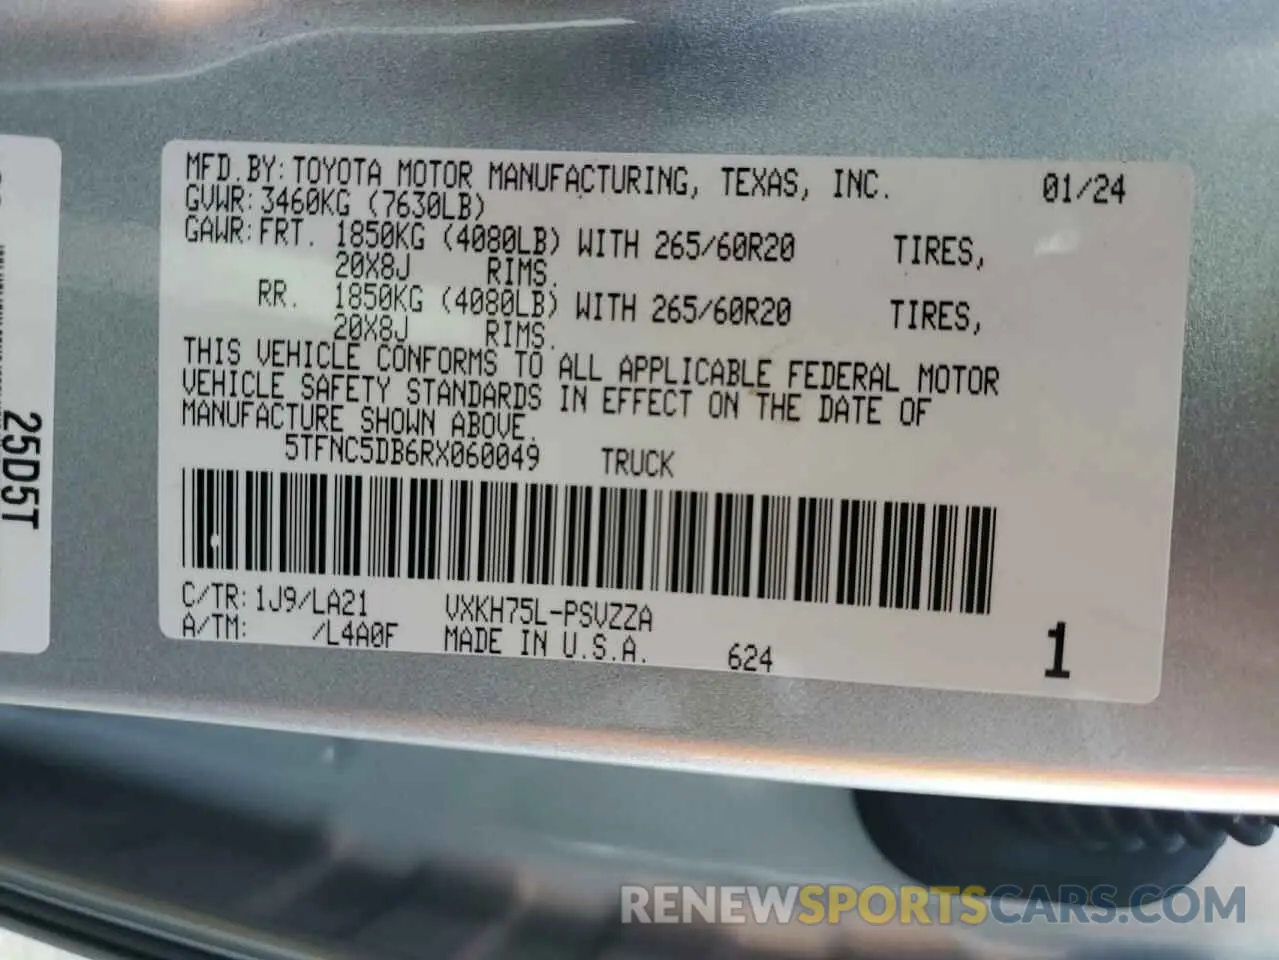 MFD.BY:TOYOTA MOTOR MANUFACTURING, TEXAS, INC. 01/24
GVWR:3460KG (7630LB)
GAWR:FRT. 1850KG (4080LB) WITH 265/60R20 TIRES,
20X8J RIMS.
RR. 1850KG (4080LB) WITH 265/60R20 TIRES,
20X8J RIMS.
THIS VEHICLE CONFORMS TO ALL APPLICABLE FEDERAL MOTOR
VEHICLE SAFETY STANDARDS IN EFFECT ON THE DATE OF
MANUFACTURE SHOWN ABOVE.
5TFNC5DB6RX060049 TRUCK
C/TR:1J9/LA21 VXKH75L-PSVZZA
A/TM: /L4A0F MADE IN U.S.A. 624 1
25D5T
RENEWSPORTSCARS.COM